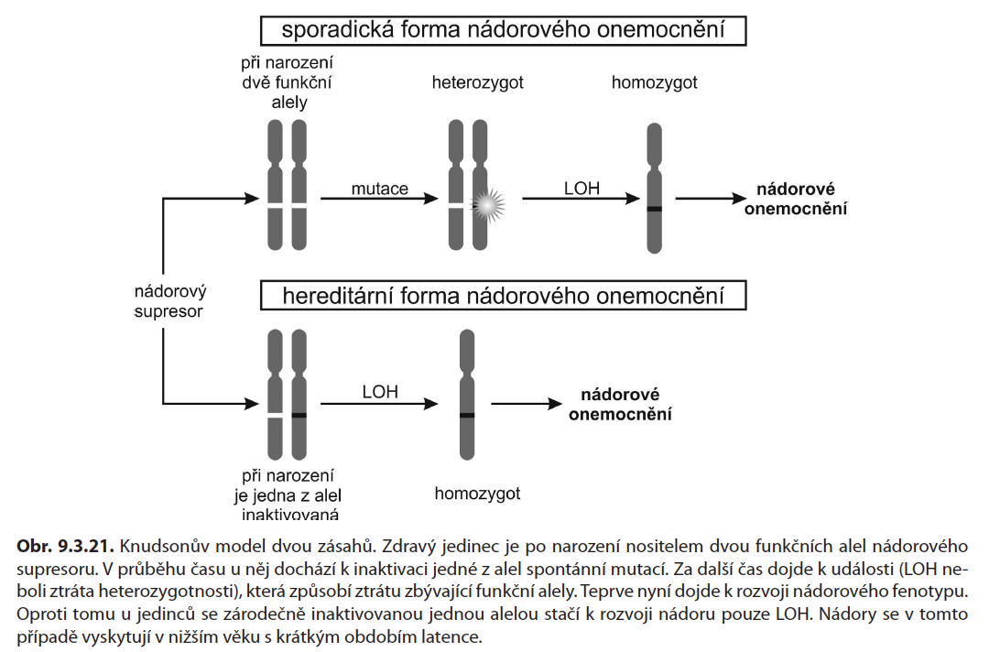 sporadická forma nádorového onemocnění
při narození
dvě funkční
alely
heterozygot
homozygot
mutace
LOH
nádorové
onemocnění
nádorový
supresor
hereditární forma nádorového onemocnění
LOH
nádorové
onemocnění
při narození
je jedna z alel
inaktivovaná
homozygot
Obr. 9.3.21. Knudsonův model dvou zásahů. Zdravý jedinec je po narození nositelem dvou funkčních alel nádorového
supresoru. V průběhu času u něj dochází k inaktivaci jedné z alel spontánní mutací. Za další čas dojde k události (LOH ne-
boli ztráta heterozygotnosti), která způsobí ztrátu zbývající funkční alely. Teprve nyní dojde k rozvoji nádorového fenotypu.
Oproti tomu u jedinců se zárodečně inaktivovanou jednou alelou stačí k rozvoji nádoru pouze LOH. Nádory se v tomto
případě vyskytují v nižším věku s krátkým obdobím latence.